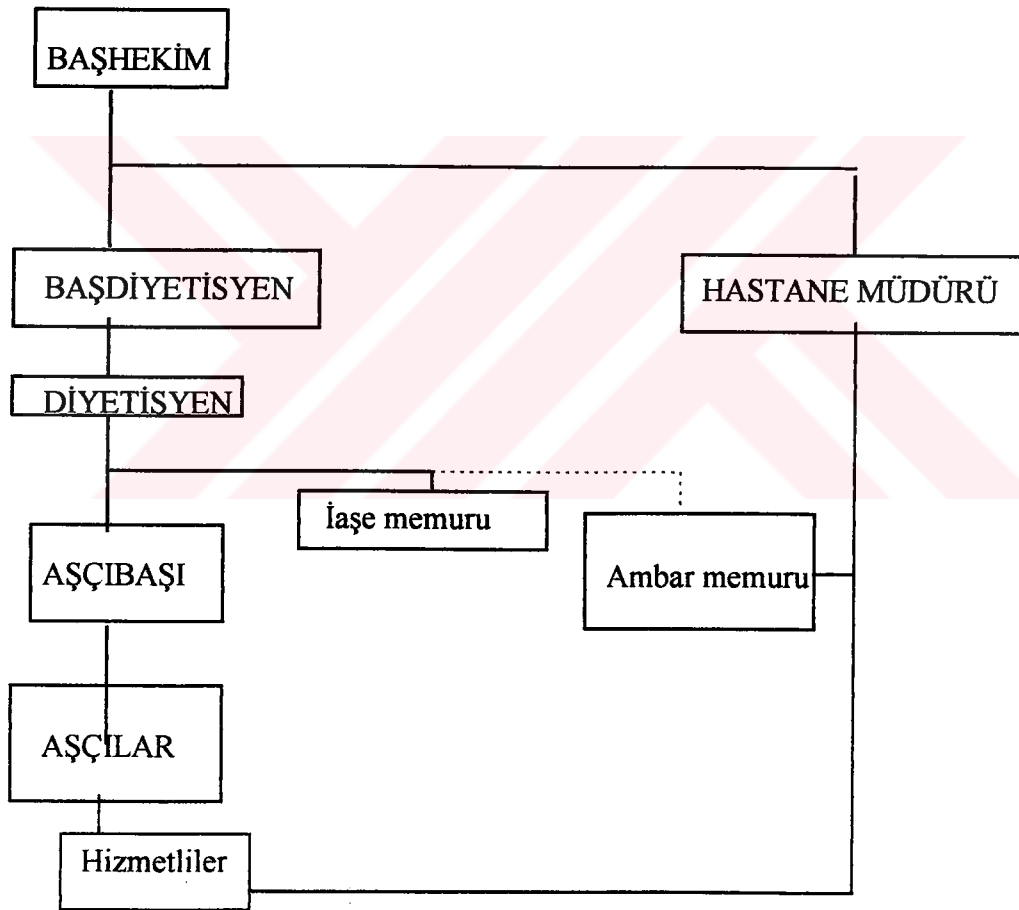 BAŞHEKİM
BAŞDİYETİSYEN
HASTANE MÜDÜRÜ
DİYETİSYEN
İaşe memuru
AŞÇIBAŞI
Ambar memuru
AŞÇILAR
Hizmetliler